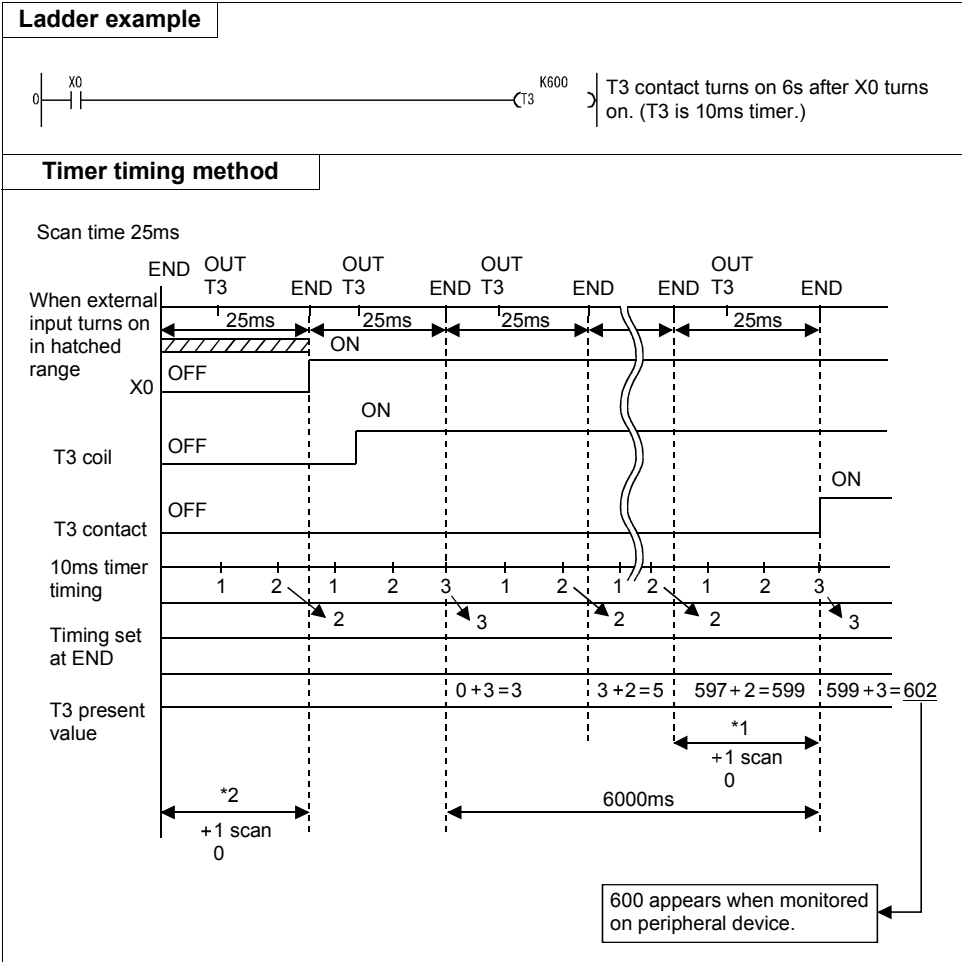 Ladder example
X0
K600
0
T3
T3 contact turns on 6s after X0 turns
on. (T3 is 10ms timer.)
Timer timing method
Scan time 25ms
END OUT OUT OUT OUT
T3 END T3 END T3 END END T3 END
When external
input turns on
in hatched
range
25ms 25ms 25ms 25ms
ON
X0 OFF
ON
T3 coil OFF
ON
T3 contact OFF
10ms timer
timing
1 2 1 2 3 1 2 1 2 1 2 3
Timing set
at END
2 3 2 2 3
T3 present
value
0+3=3 3+2=5 597+2=599 599+3=602
*1
+1 scan
0
*2
+1 scan
0
6000ms
600 appears when monitored
on peripheral device.